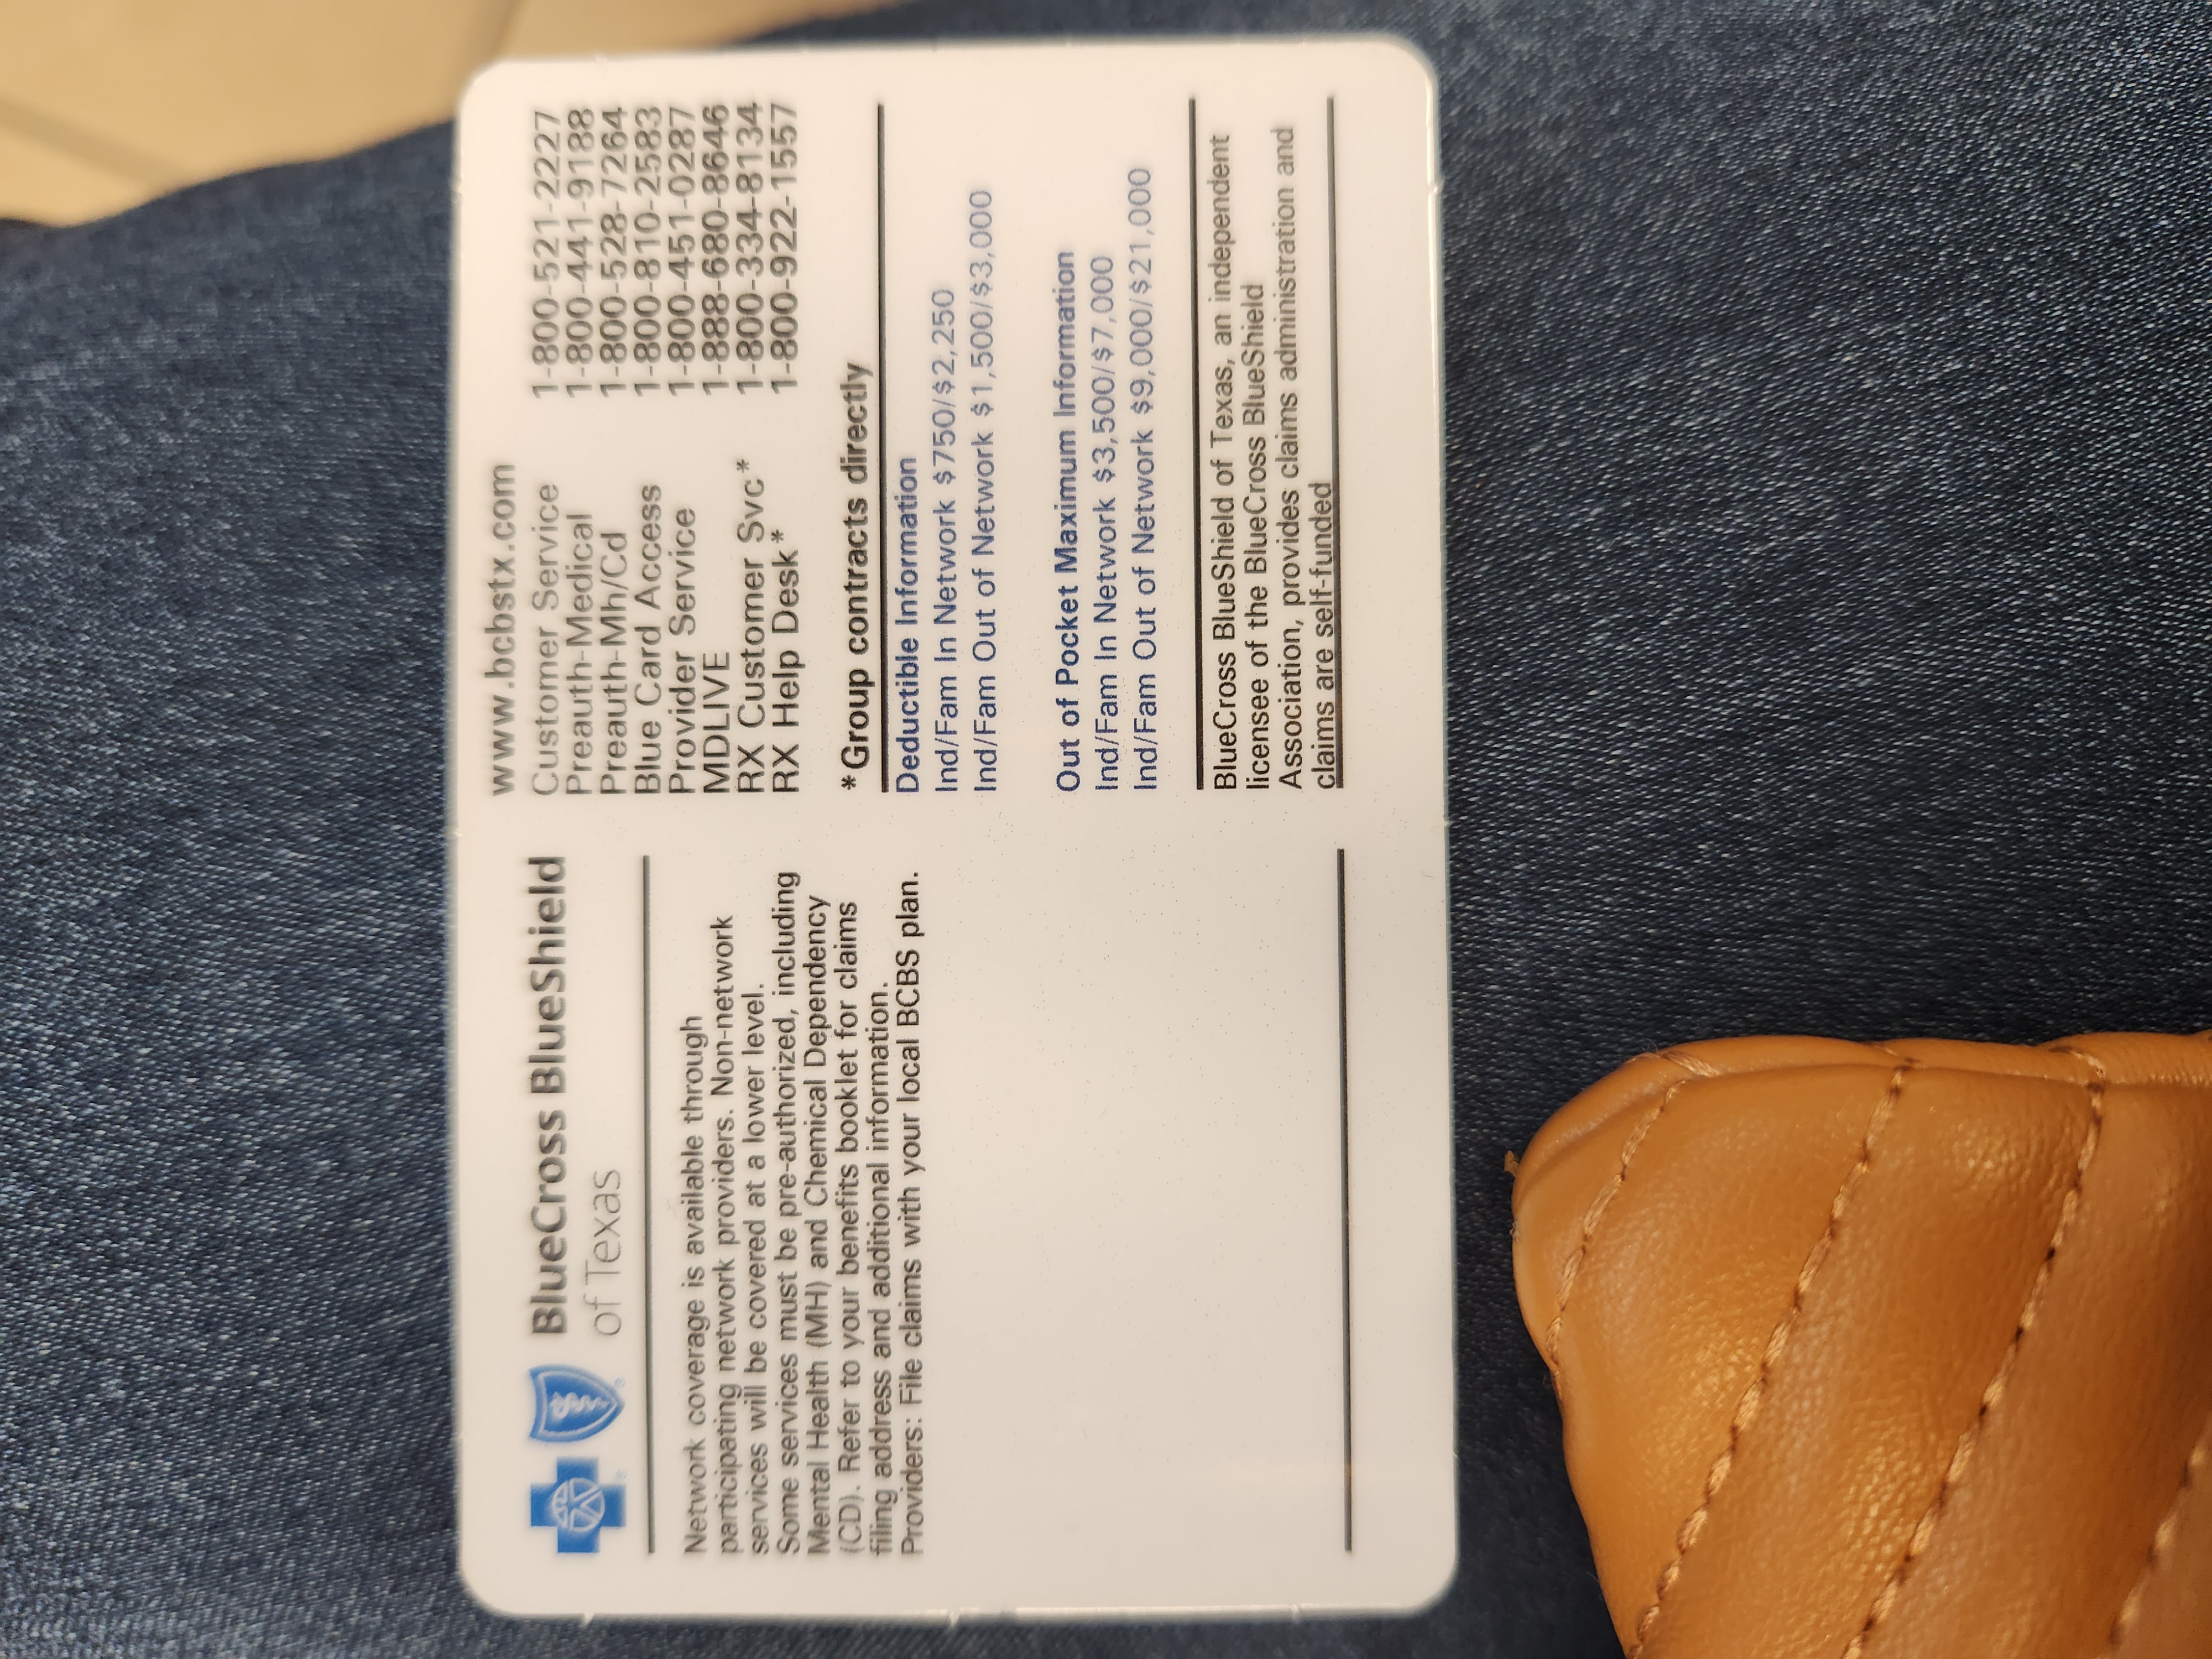 BlueCross BlueShield
of Texas
Network coverage is available through
participating network providers. Non-network
services will be covered at a lower level.
Some services must be pre-authorized, including
Mental Health (MH) and Chemical Dependency
(CD). Refer to your benefits booklet for claims
filing address and additional information.
Providers: File claims with your local BCBS plan.
www.bcbstx.com
Customer Service 1-800-521-2227
Preauth-Medical 1-800-441-9188
Preauth-Mh/Cd 1-800-528-7264
Blue Card Access 1-800-810-2583
Provider Service 1-800-451-0287
MDLIVE 1-888-680-8646
RX Customer Svc* 1-800-334-8134
RX Help Desk* 1-800-922-1557
*Group contracts directly
Deductible Information
Ind/Fam In Network $750/$2,250
Ind/Fam Out of Network $1,500/$3,000
Out of Pocket Maximum Information
Ind/Fam In Network $3,500/$7,000
Ind/Fam Out of Network $9,000/$21,000
BlueCross BlueShield of Texas, an independent
licensee of the BlueCross BlueShield
Association, provides claims administration and
claims are self-funded